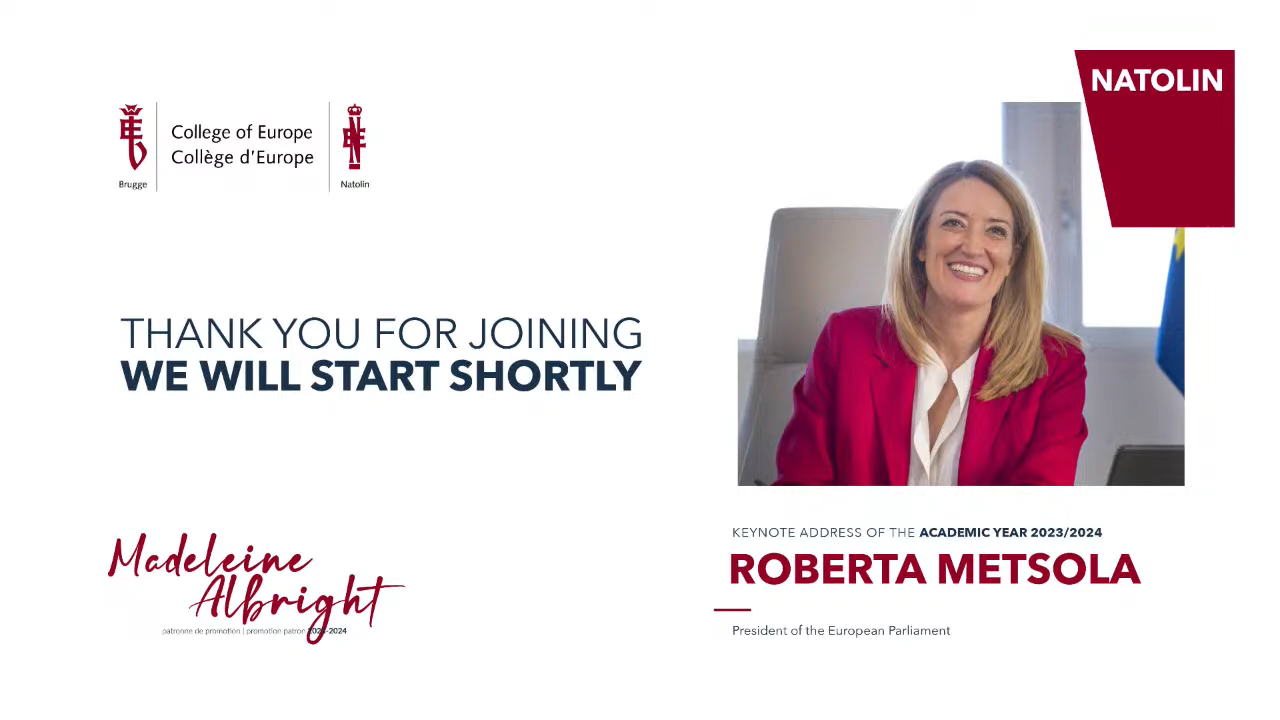 NATOLIN
College of Europe
Collège d'Europe
Brugge
Natolin
THANK YOU FOR JOINING
WE WILL START SHORTLY
Madeleine
Albright
patronne de promotion | promotion patron 2023-2024
KEYNOTE ADDRESS OF THE ACADEMIC YEAR 2023/2024
ROBERTA METSOLA
President of the European Parliament